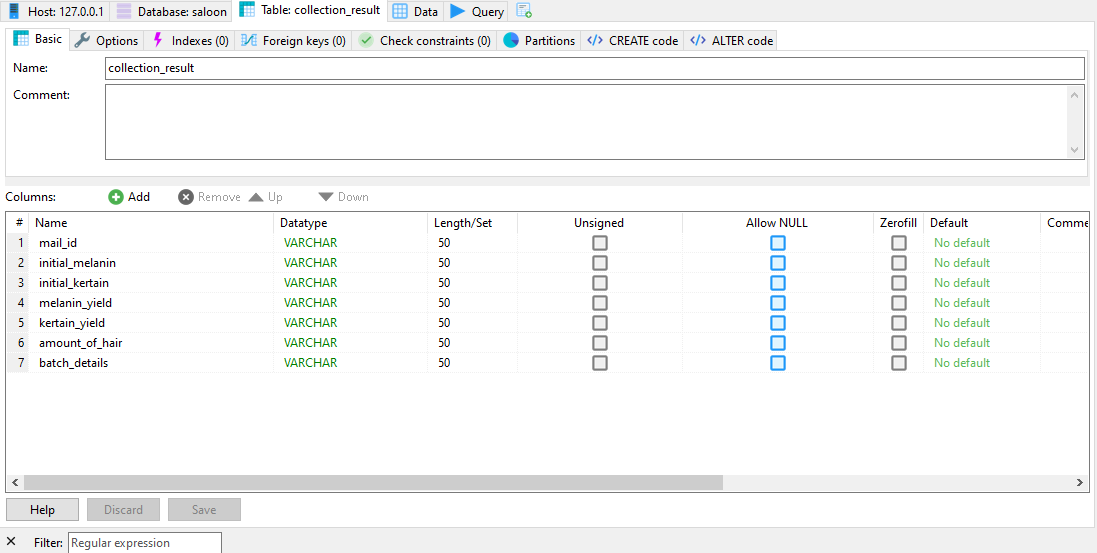 Host: 127.0.0.1 Database: saloon Table: collection_result Data Query
Basic Options Indexes (0) Foreign keys (0) Check constraints (0) Partitions CREATE code ALTER code
Name: collection_result
Comment:
Columns: Add Remove Up Down
# Name Datatype Length/Set Unsigned Allow NULL Zerofill Default Comme
1 mail_id VARCHAR 50 No default
2 initial_melanin VARCHAR 50 No default
3 initial_kertain VARCHAR 50 No default
4 melanin_yield VARCHAR 50 No default
5 kertain_yield VARCHAR 50 No default
6 amount_of_hair VARCHAR 50 No default
7 batch_details VARCHAR 50 No default
Help Discard Save
Filter: Regular expression